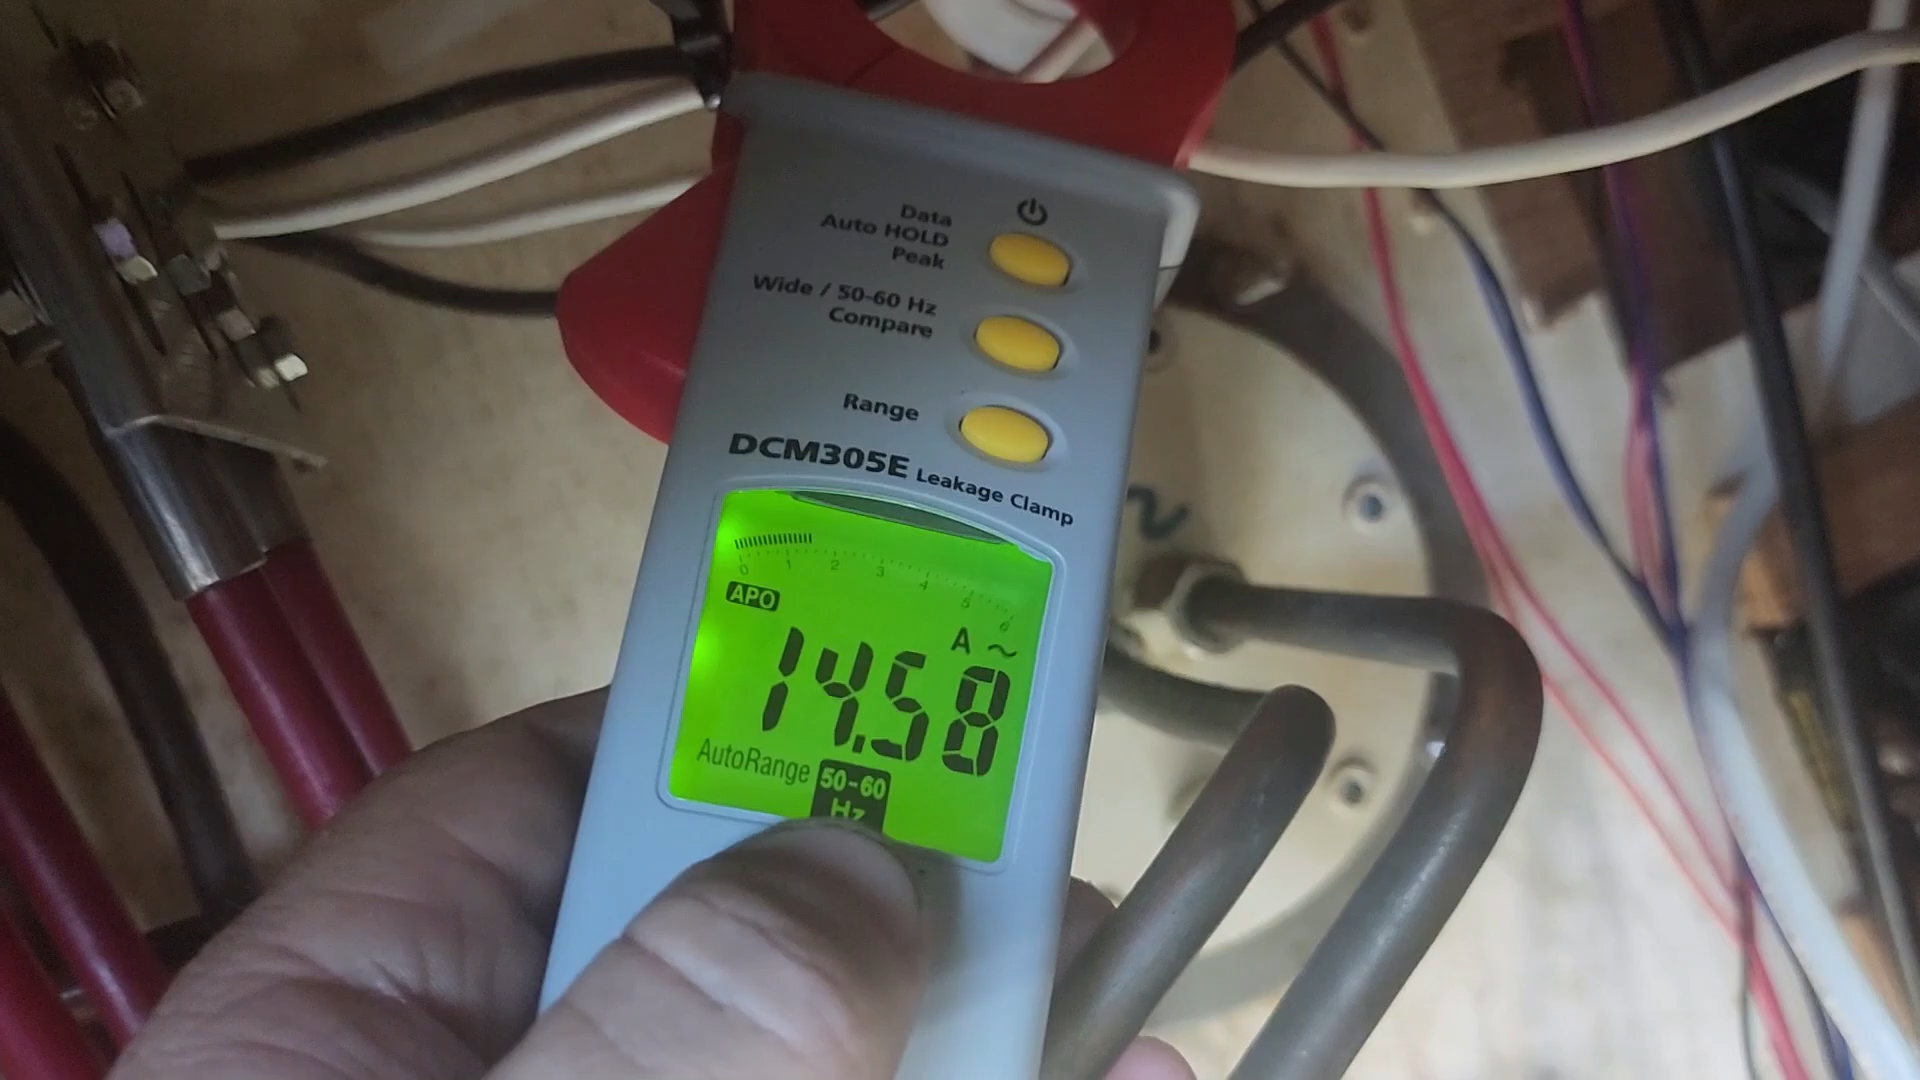 Data
Auto HOLD
Peak
Wide / 50-60 Hz
Compare
Range
DCM305E Leakage Clamp
0 1 2 3 4 5 6
APO
A ~
14.58
AutoRange 50-60
Hz